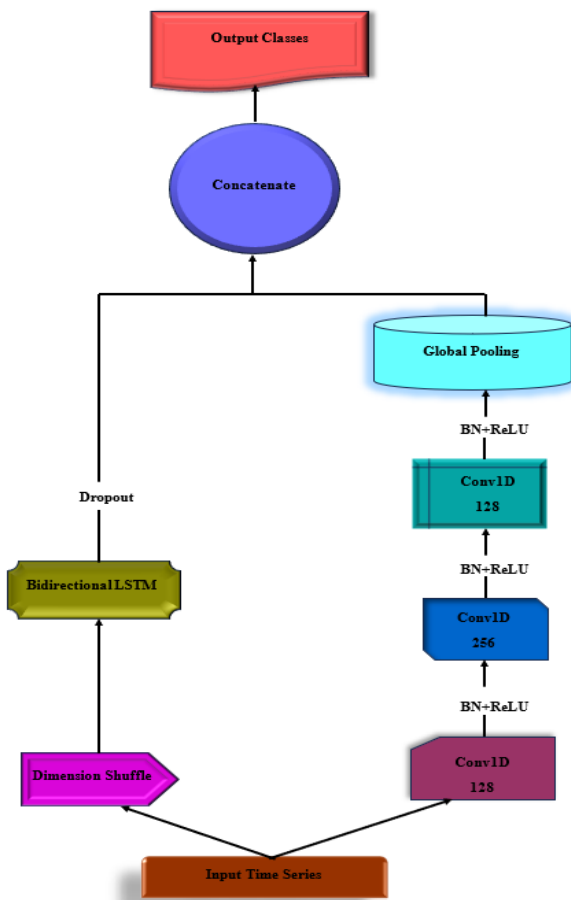 Output Classes
Concatenate
Global Pooling
BN+ReLU
Conv1D
128
Dropout
BN+ReLU
Bidirectional LSTM
Conv1D
256
BN+ReLU
Dimension Shuffle
Conv1D
128
Input Time Series